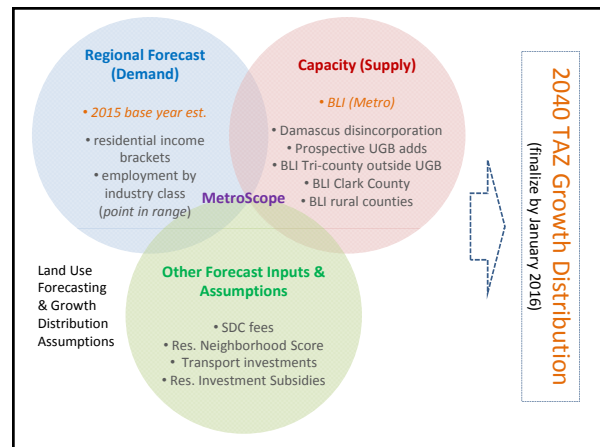 Regional Forecast
(Demand)
2015 base year est.
• residential income
brackets
• employment by
industry class
(point in range)
Capacity (Supply)
BLI (Metro)
• Damascus disincorporation
• Prospective UGB adds
• BLI Tri-county outside UGB
• BLI Clark County
• BLI rural counties
MetroScope
Other Forecast Inputs &
Assumptions
• SDC fees
• Res. Neighborhood Score
• Transport investments
• Res. Investment Subsidies
Land Use
Forecasting
& Growth
Distribution
Assumptions
2040 TAZ Growth Distribution
(finalize by January 2016)